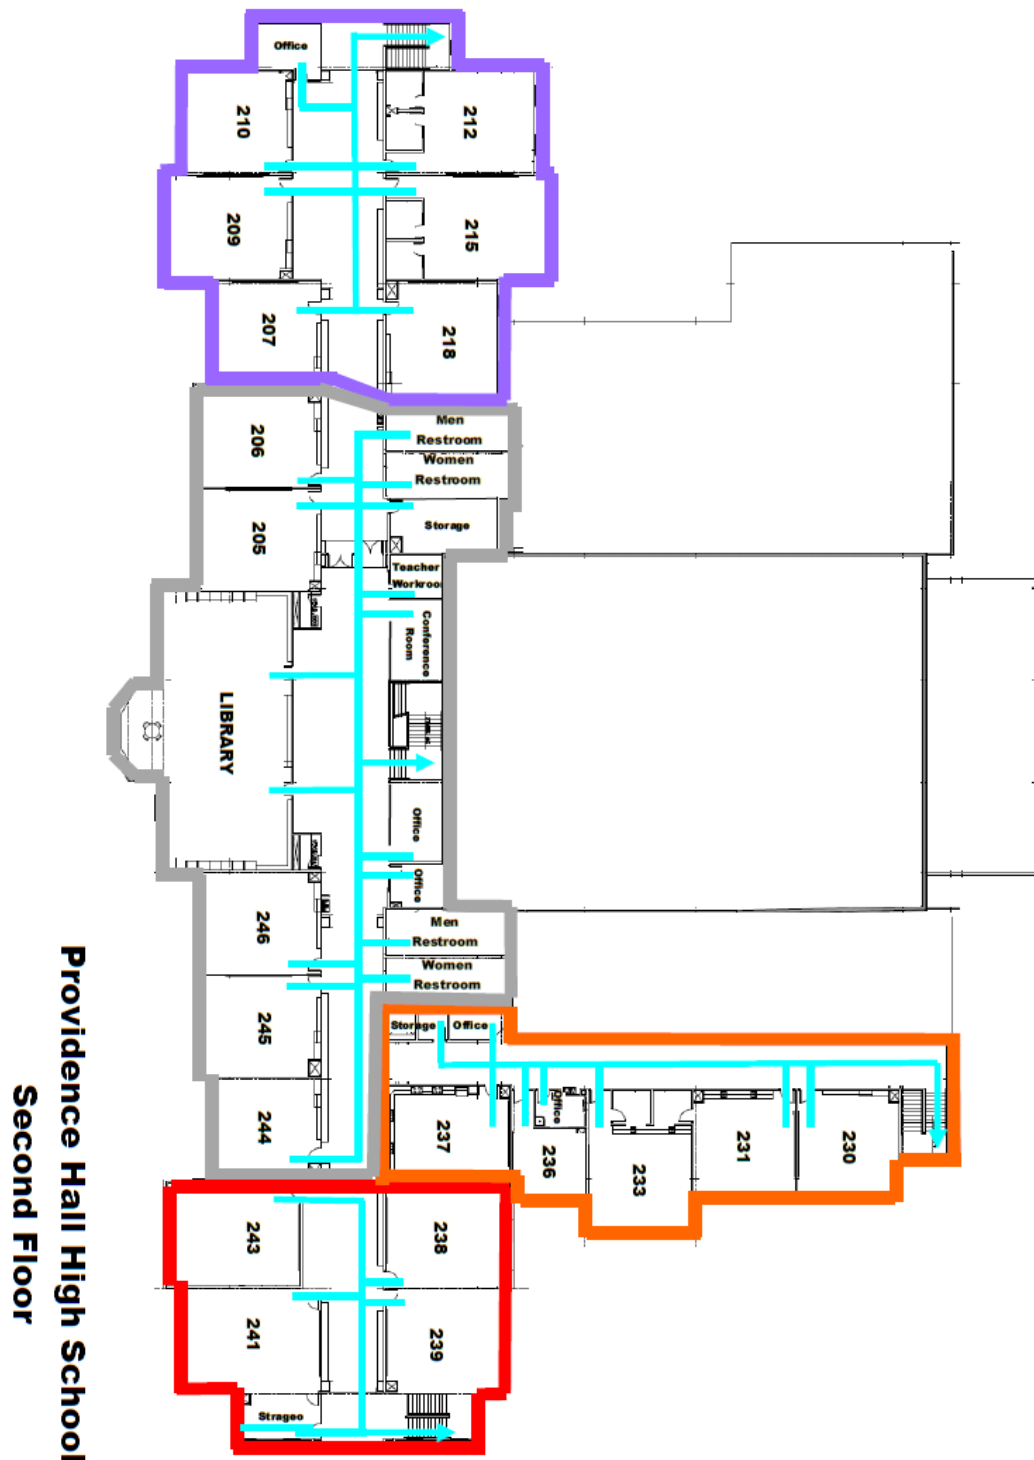 Office
210
212
209
215
207
218
Men
Restroom
206
Women
Restroom
205
Storage
Teacher
Workroo
Conference
Room
LIBRARY
Office
Office
246
Men
Restroom
Women
Restroom
245
Storage
Office
244
Office
237
236
233
231
230
243
238
241
239
Strageo
Providence Hall High School
Second Floor